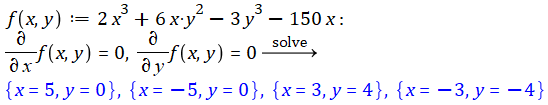 f(x, y) := 2 x³ + 6 x·y² − 3 y³ − 150 x :
∂/∂x f(x, y) = 0, ∂/∂y f(x, y) = 0 solve→
{x = 5, y = 0}, {x = −5, y = 0}, {x = 3, y = 4}, {x = −3, y = −4}